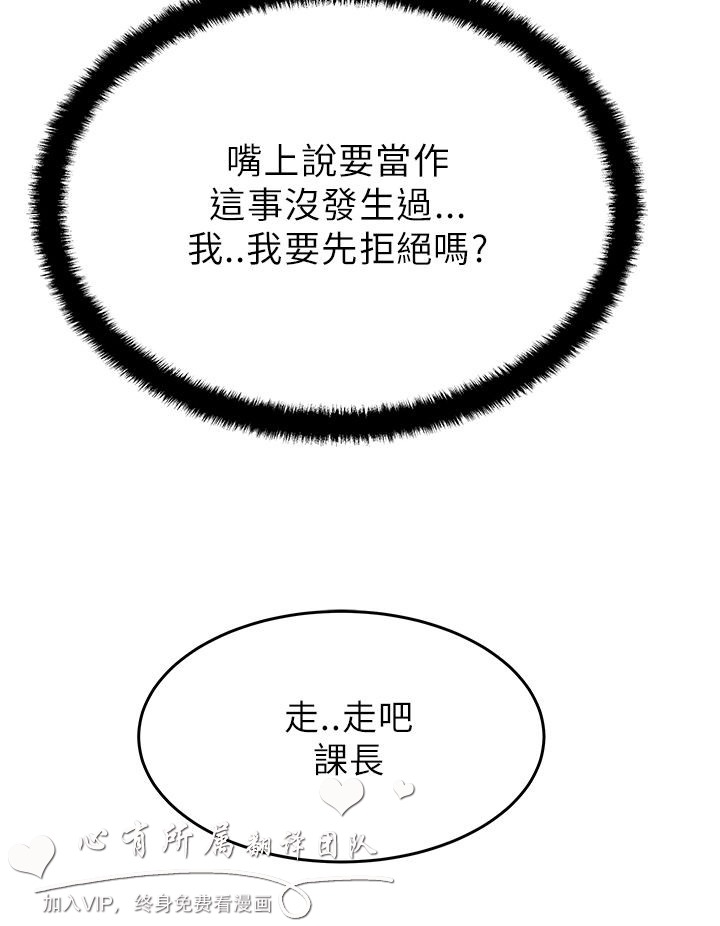 嘴上說要當作
這事沒發生過...
我..我要先拒絕嗎?
走..走吧
課長
心有所属翻译团队
加入VIP，终身免费看漫画